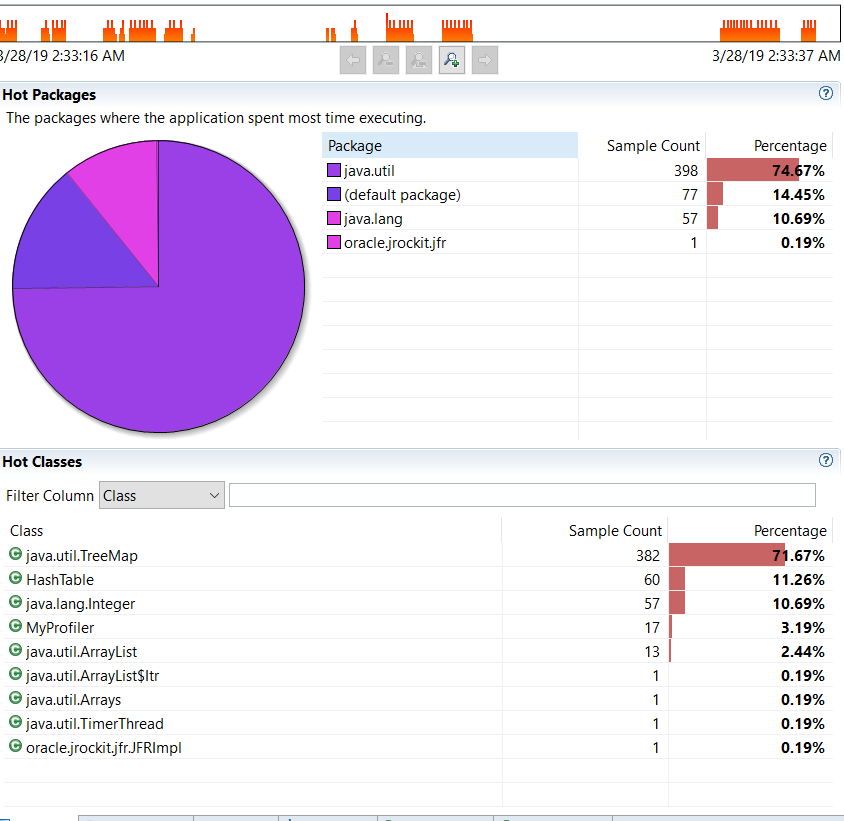 3/28/19 2:33:16 AM 3/28/19 2:33:37 AM
Hot Packages
The packages where the application spent most time executing.
Package Sample Count Percentage
java.util 398 74.67%
(default package) 77 14.45%
java.lang 57 10.69%
oracle.jrockit.jfr 1 0.19%
Hot Classes
Filter Column Class
Class Sample Count Percentage
java.util.TreeMap 382 71.67%
HashTable 60 11.26%
java.lang.Integer 57 10.69%
MyProfiler 17 3.19%
java.util.ArrayList 13 2.44%
java.util.ArrayList$Itr 1 0.19%
java.util.Arrays 1 0.19%
java.util.TimerThread 1 0.19%
oracle.jrockit.jfr.JFRImpl 1 0.19%